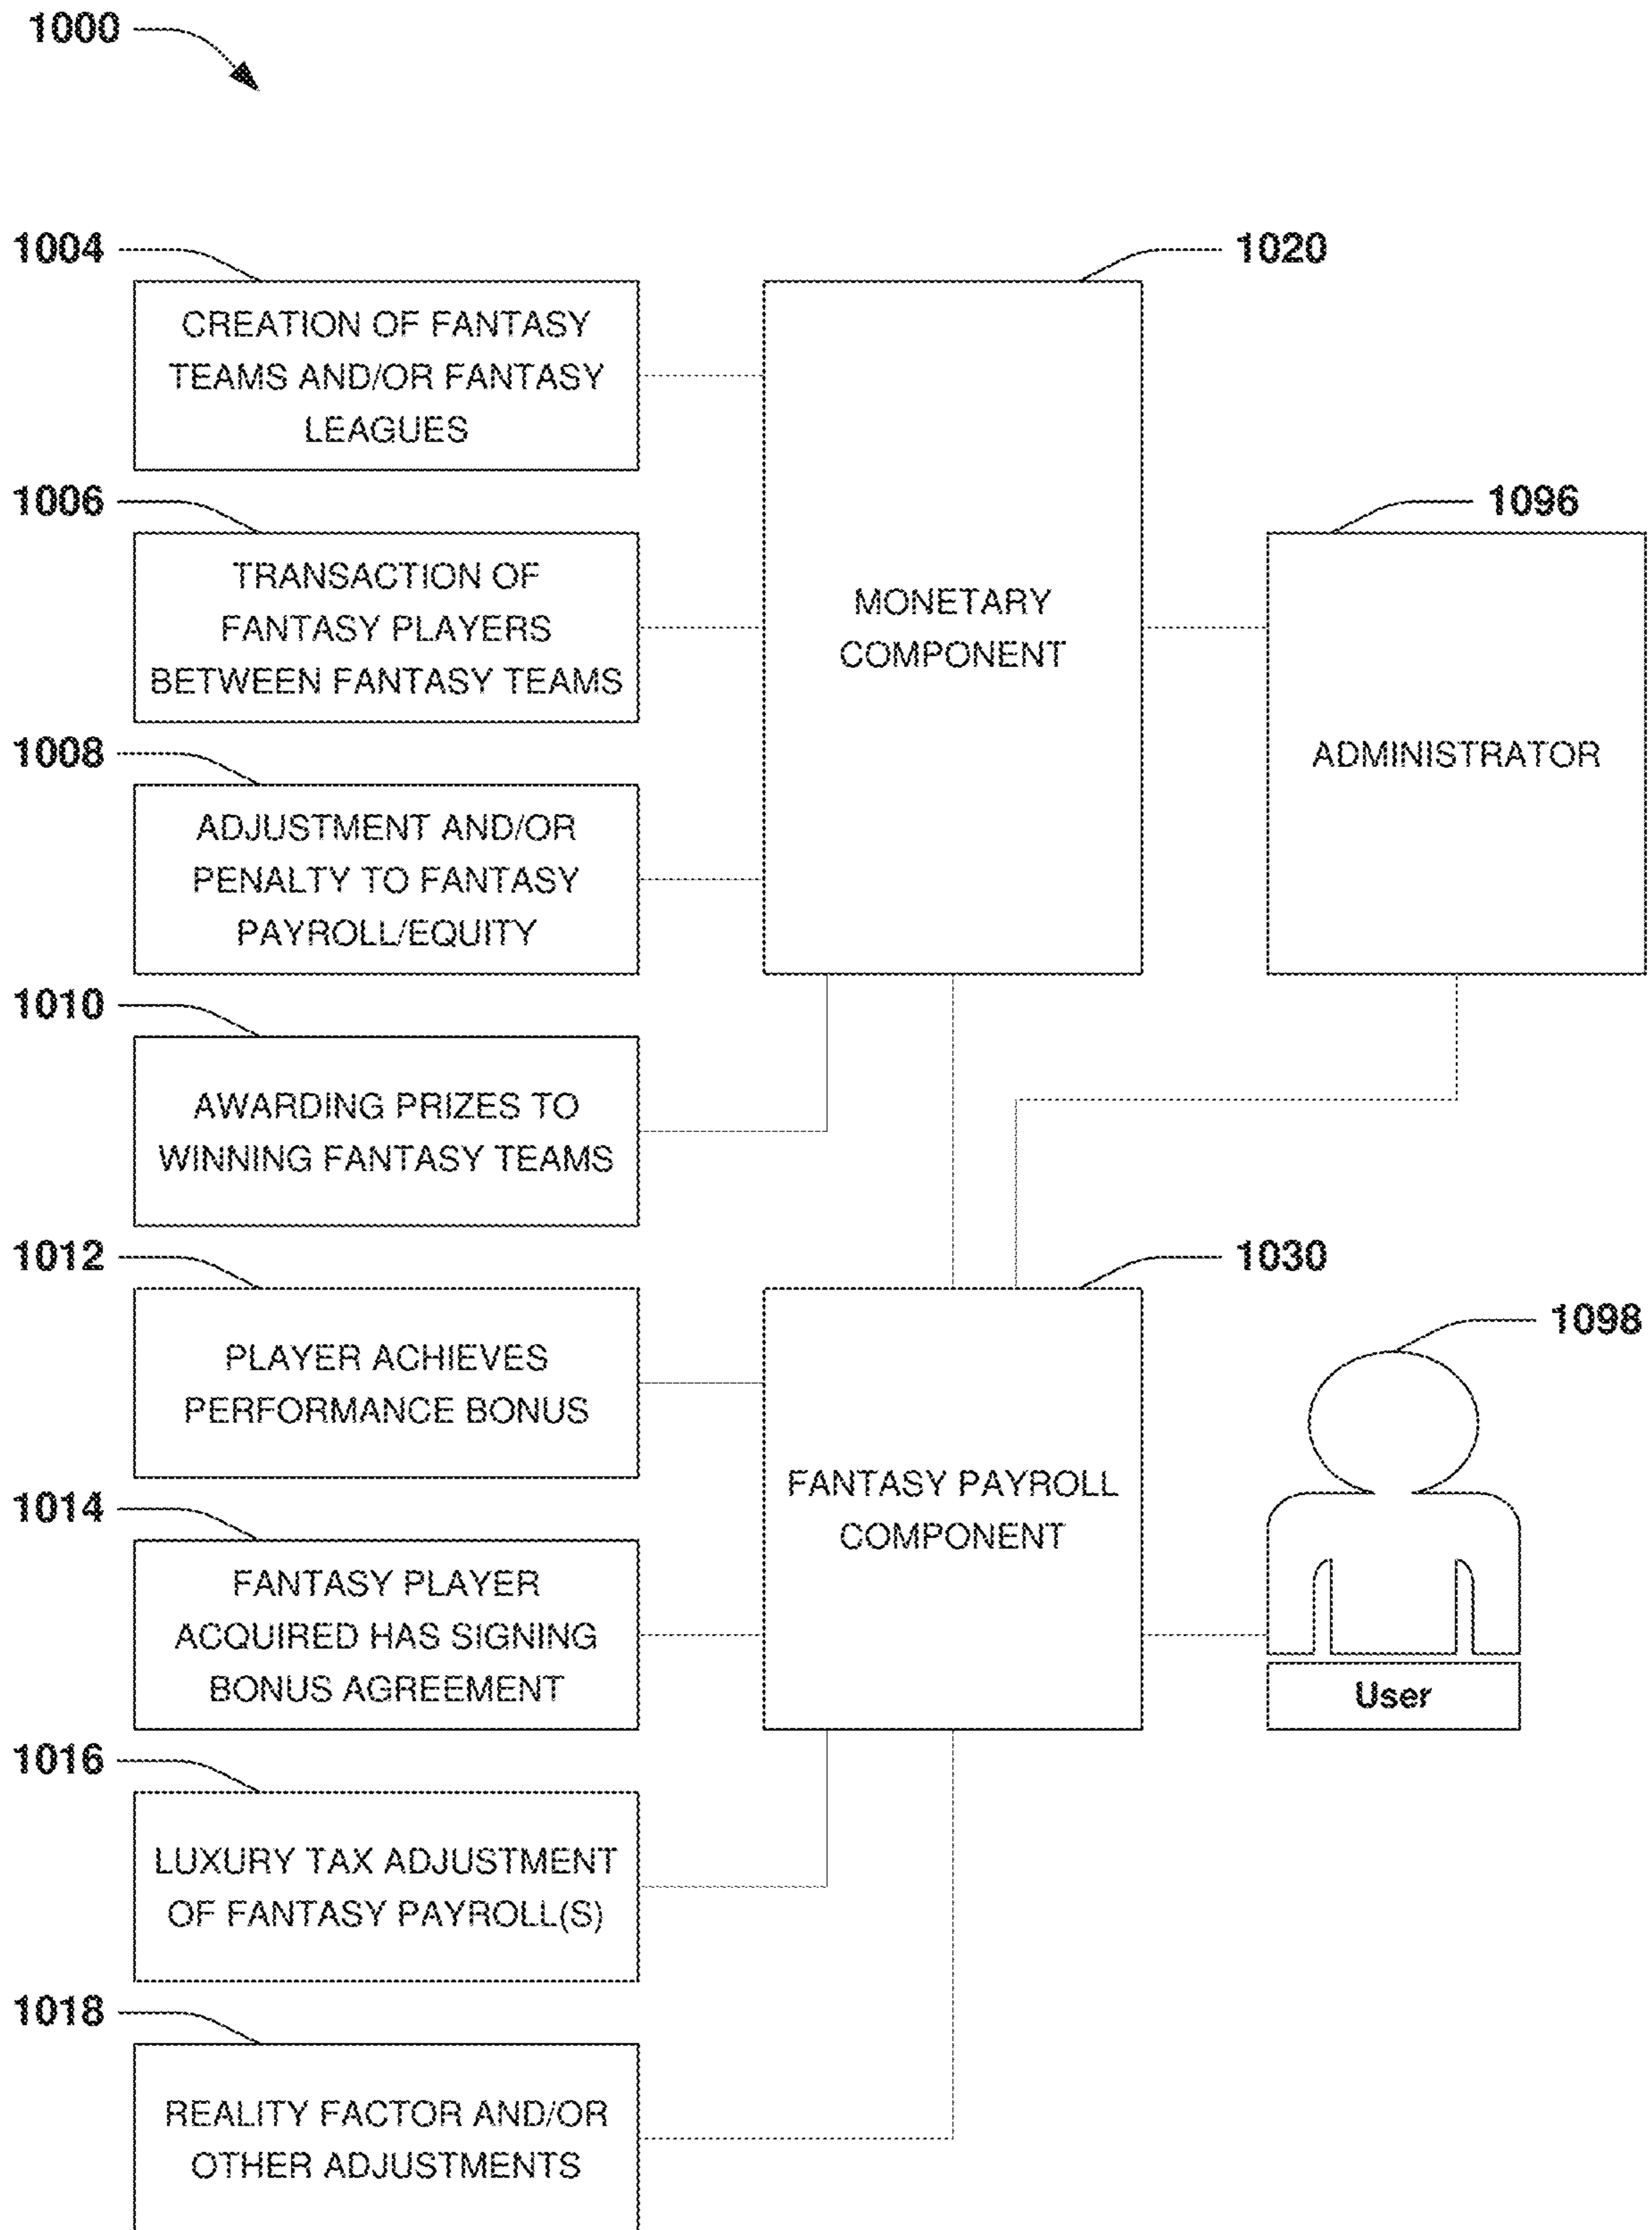 1000
1004
CREATION OF FANTASY
TEAMS AND/OR FANTASY
LEAGUES
1020
MONETARY
COMPONENT
1006
TRANSACTION OF
FANTASY PLAYERS
BETWEEN FANTASY TEAMS
1096
ADMINISTRATOR
1008
ADJUSTMENT AND/OR
PENALTY TO FANTASY
PAYROLL/EQUITY
1010
AWARDING PRIZES TO
WINNING FANTASY TEAMS
1012
PLAYER ACHIEVES
PERFORMANCE BONUS
1030
FANTASY PAYROLL
COMPONENT
1098
User
1014
FANTASY PLAYER
ACQUIRED HAS SIGNING
BONUS AGREEMENT
1016
LUXURY TAX ADJUSTMENT
OF FANTASY PAYROLL(S)
1018
REALITY FACTOR AND/OR
OTHER ADJUSTMENTS